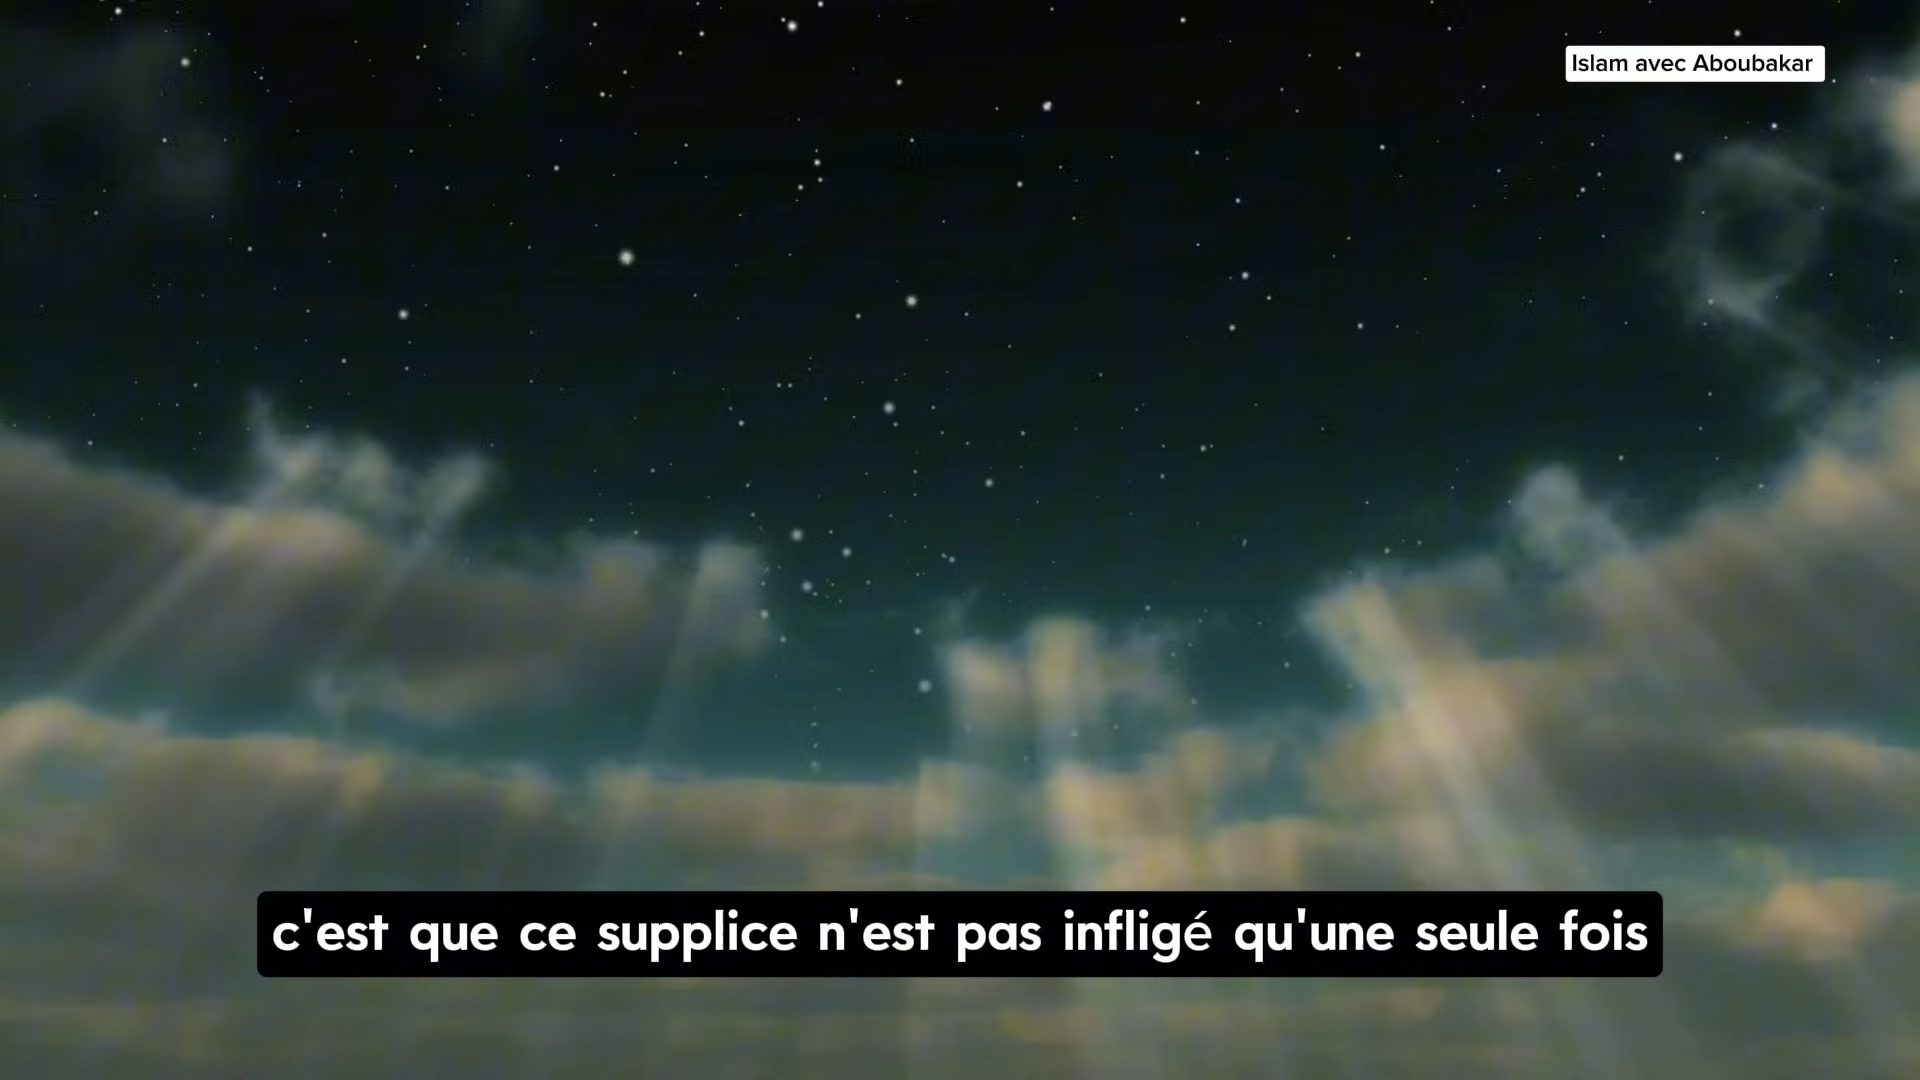 Islam avec Aboubakar
c'est que ce supplice n'est pas infligé qu'une seule fois